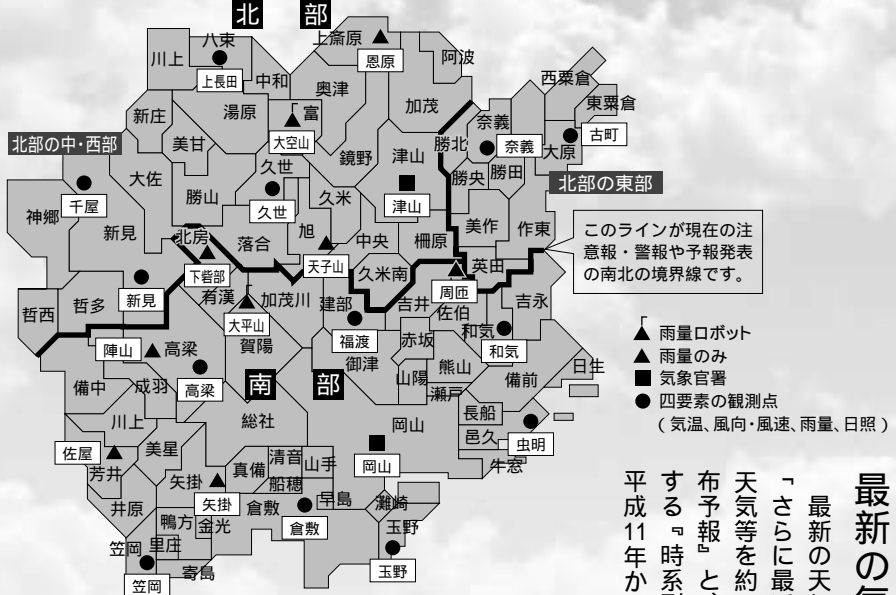 北部
八束
上斎原
川上
上長田
中和
恩原
阿波
奥津
西粟倉
湯原
富
加茂
東粟倉
新庄
大空山
奈義
古町
北部の中・西部
美甘
勝北
奈義
大原
鏡野
津山
大佐
久世
勝央
勝田
北部の東部
千屋
勝山
久米
久世
津山
神郷
美作
作東
新見
旭
このラインが現在の注
意報・警報や予報発表
の南北の境界線です。
北房
落合
中央
柵原
天子山
英田
下砦部
久米南
周匝
哲西
哲多
新見
有漢
加茂川
建部
吉井
佐伯
吉永
大平山
和気
雨量ロボット
陣山
高梁
賀陽
福渡
赤坂
和気
雨量のみ
御津
熊山
日生
気象官署
備中
成羽
高梁
南部
山陽
瀬戸
備前
四要素の観測点
（気温、風向・風速、雨量、日照）
川上
総社
岡山
長船
佐屋
美星
邑久
虫明
芳井
清音
山手
岡山
牛窓
矢掛
真備
船穂
井原
矢掛
倉敷
早島
灘崎
鴨方
金光
倉敷
玉野
笠岡
里庄
笠岡
寄島
玉野
最新の気
最新の天
「さらに最
天気等を約
布予報』と、
する『時系列
平成11年か